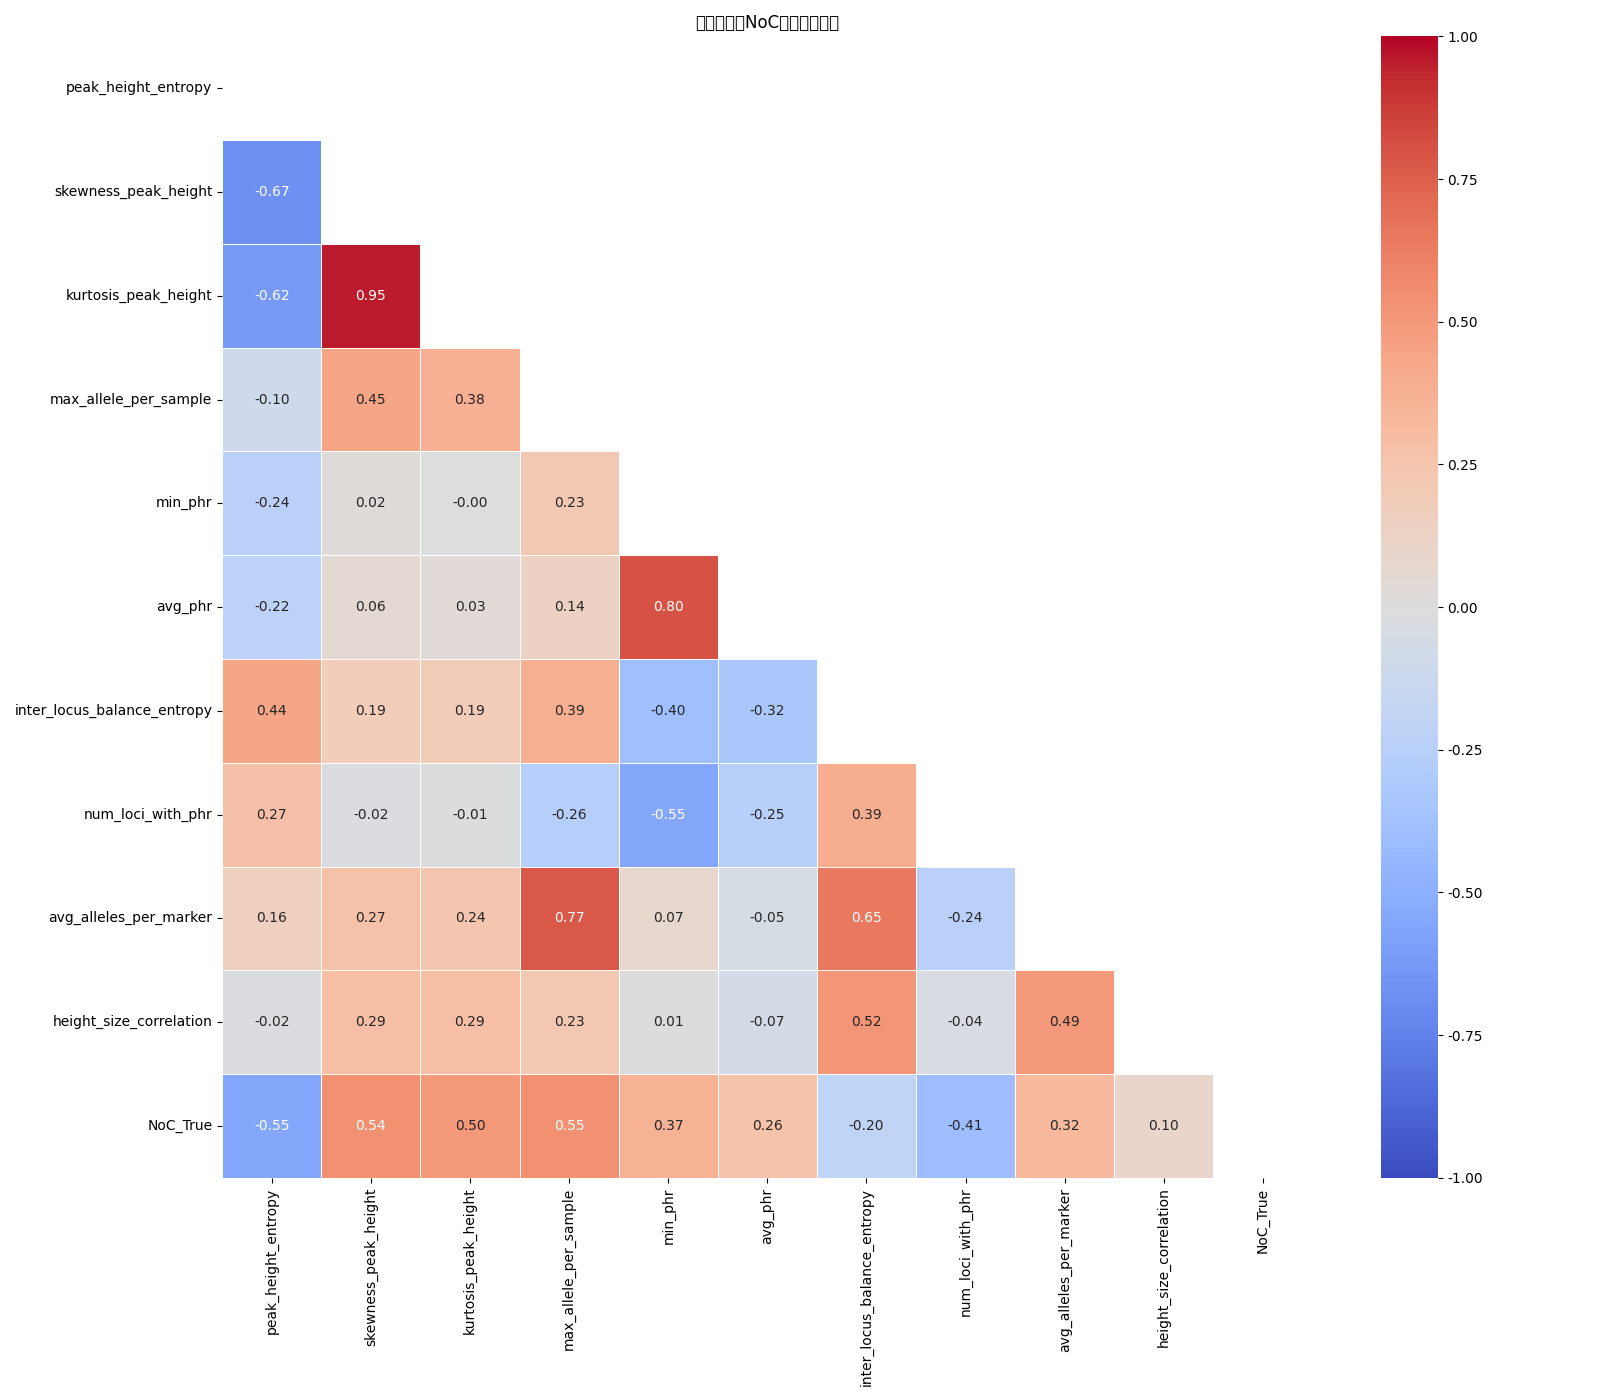 NoC
1.00
peak_height_entropy
0.75
skewness_peak_height
-0.67
kurtosis_peak_height
-0.62 0.95
0.50
max_allele_per_sample
-0.10 0.45 0.38
0.25
min_phr
-0.24 0.02 -0.00 0.23
avg_phr
-0.22 0.06 0.03 0.14 0.80
0.00
inter_locus_balance_entropy
0.44 0.19 0.19 0.39 -0.40 -0.32
-0.25
num_loci_with_phr
0.27 -0.02 -0.01 -0.26 -0.55 -0.25 0.39
-0.50
avg_alleles_per_marker
0.16 0.27 0.24 0.77 0.07 -0.05 0.65 -0.24
height_size_correlation
-0.02 0.29 0.29 0.23 0.01 -0.07 0.52 -0.04 0.49
-0.75
NoC_True
-0.55 0.54 0.50 0.55 0.37 0.26 -0.20 -0.41 0.32 0.10
-1.00
peak_height_entropy
skewness_peak_height
kurtosis_peak_height
max_allele_per_sample
min_phr
avg_phr
inter_locus_balance_entropy
num_loci_with_phr
avg_alleles_per_marker
height_size_correlation
NoC_True